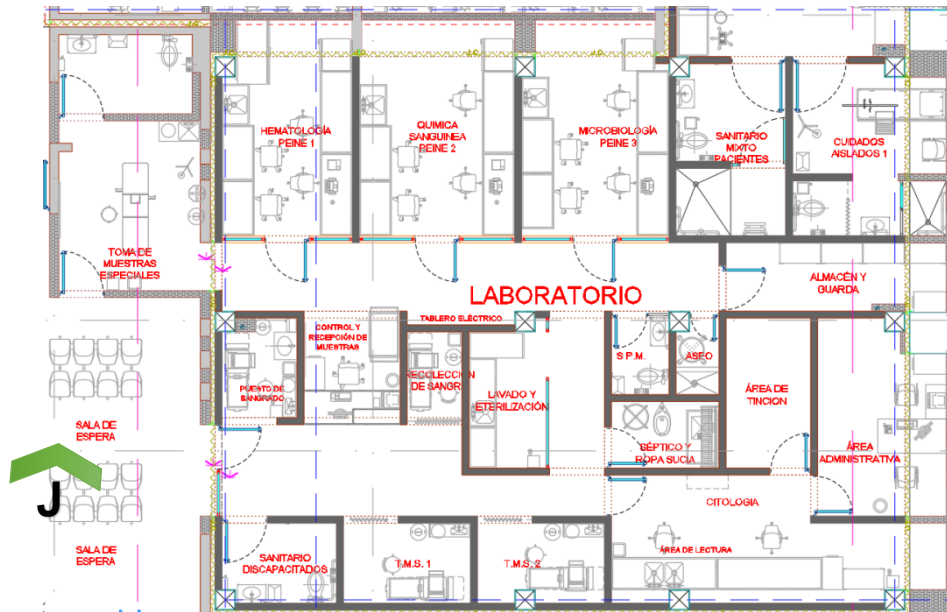 J.C.
J.C.
J.C.
J.C.
HEMATOLOGÍA
PEINE 1
QUIMICA
SANGUINEA
PEINE 2
MICROBIOLOGÍA
PEINE 3
SANITARIO
MIXTO
PACIENTES
CUIDADOS
AISLADOS 1
TOMA DE
MUESTRAS
ESPECIALES
ALMACÉN Y
GUARDA
LABORATORIO
TABLERO ELÉCTRICO
CONTROL Y
RECEPCIÓN DE
MUESTRAS
S.P.M.
ASEO
PUESTO DE
SANGRADO
RECOLECCION
DE SANGR
LAVADO Y
ETERILIZACIÓN
ÁREA DE
TINCION
SALA DE
ESPERA
SÉPTICO Y
ROPA SUCIA
ÁREA
ADMINISTRATIVA
J
CITOLOGIA
SALA DE
ESPERA
SANITARIO
DISCAPACITADOS
T.M.S. 1
T.M.S. 2
ÁREA DE LECTURA